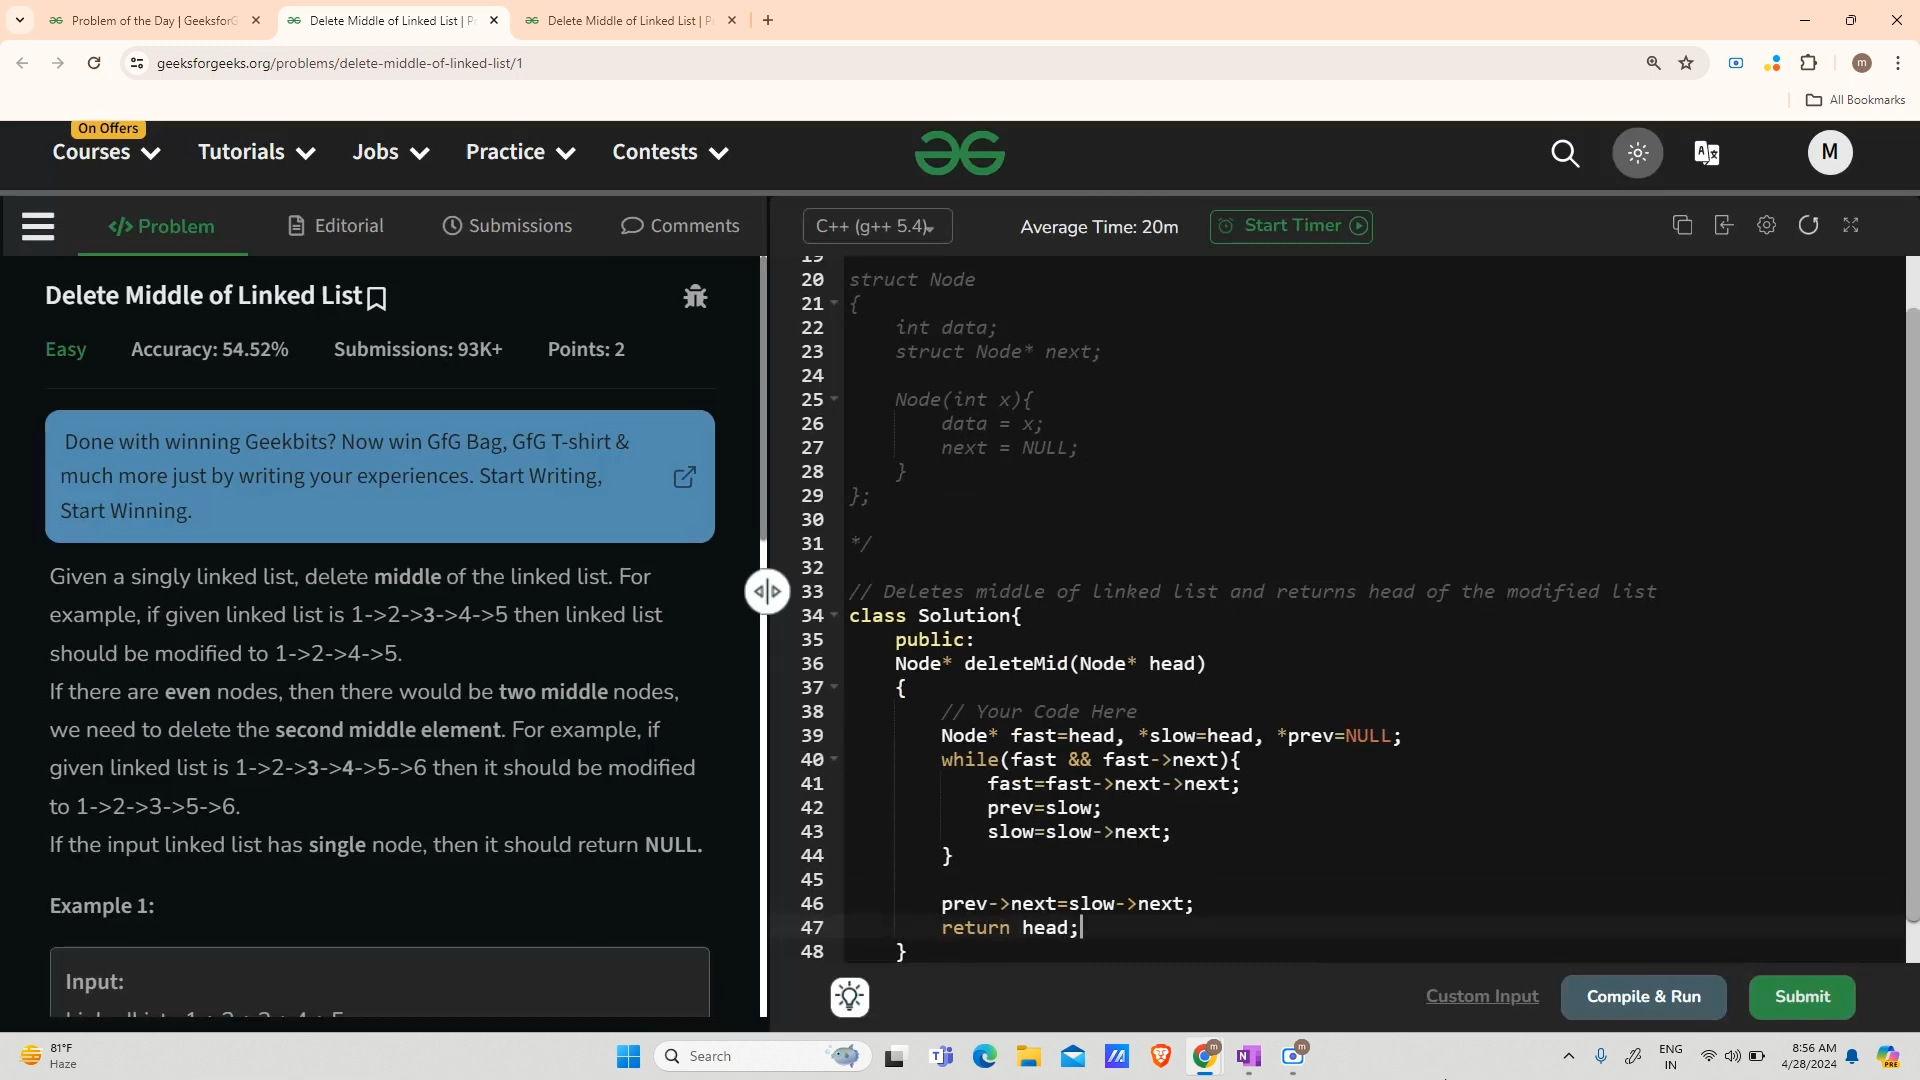 Problem of the Day | GeeksforG
Delete Middle of Linked List | P
Delete Middle of Linked List | P
geeksforgeeks.org/problems/delete-middle-of-linked-list/1
m
All Bookmarks
On Offers
Courses
Tutorials
Jobs
Practice
Contests
M
</> Problem
Editorial
Submissions
Comments
C++ (g++ 5.4)
Average Time: 20m
Start Timer
Delete Middle of Linked List
Easy
Accuracy: 54.52%
Submissions: 93K+
Points: 2
Done with winning Geekbits? Now win GfG Bag, GfG T-shirt &
much more just by writing your experiences. Start Writing,
Start Winning.
Given a singly linked list, delete middle of the linked list. For
example, if given linked list is 1->2->3->4->5 then linked list
should be modified to 1->2->4->5.
If there are even nodes, then there would be two middle nodes,
we need to delete the second middle element. For example, if
given linked list is 1->2->3->4->5->6 then it should be modified
to 1->2->3->5->6.
If the input linked list has single node, then it should return NULL.
Example 1:
Input:
19
20 struct Node
21 {
22 int data;
23 struct Node* next;
24
25 Node(int x){
26 data = x;
27 next = NULL;
28 }
29 };
30
31 */
32
33 // Deletes middle of linked list and returns head of the modified list
34 class Solution{
35 public:
36 Node* deleteMid(Node* head)
37 {
38 // Your Code Here
39 Node* fast=head, *slow=head, *prev=NULL;
40 while(fast && fast->next){
41 fast=fast->next->next;
42 prev=slow;
43 slow=slow->next;
44 }
45
46 prev->next=slow->next;
47 return head;
48 }
Custom Input
Compile & Run
Submit
81°F
Haze
Search
ENG
IN
8:56 AM
4/28/2024
PRE